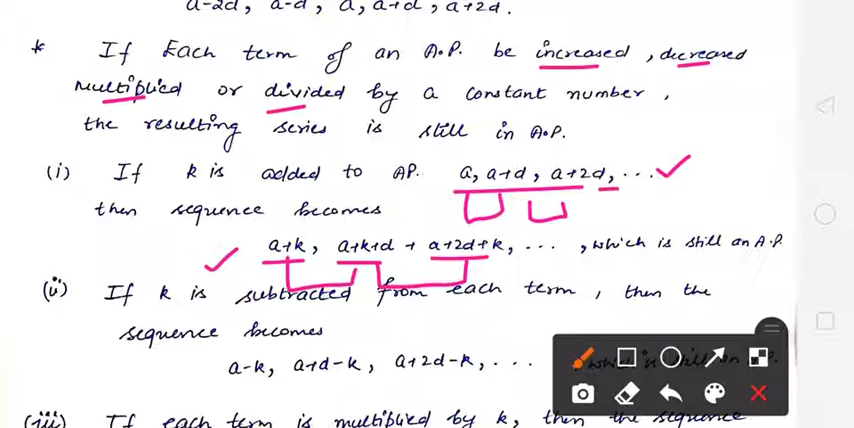 a-2d, a-d, a, a+d, a+2d.
* If Each term of an A.P. be increased, decreased
Multiplied or divided by a constant number,
the resulting series is still in A.P.
(i) If k is added to AP. a, a+d, a+2d, ...
then sequence becomes
a+k, a+k+d + a+2d+k, ..., which is still an A.P
(ii) If k is subtracted from each term, then the
sequence becomes
a-k, a+d-k, a+2d-k, ...
(iii) If each term is multiplied by k, then the sequence